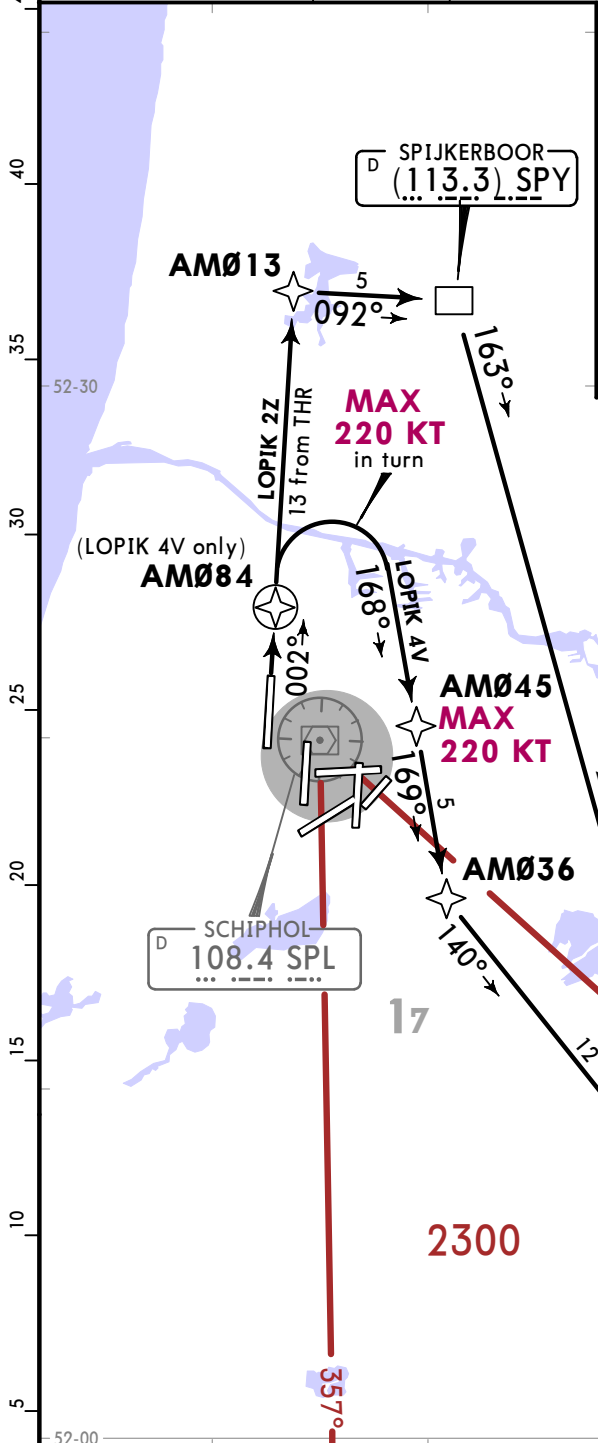 40
SPIJKERBOOR
D (113.3) SPY
AMØ13
5
092°
35
163°
52-30
LOPIK 2Z
13 from THR
MAX
220 KT
in turn
30
(LOPIK 4V only)
AMØ84
LOPIK 4V
168°
002°
25
AMØ45
MAX
220 KT
169°
5
20
AMØ36
SCHIPHOL
D 108.4 SPL
140°
17
15
12
10
2300
357°
5
52-00